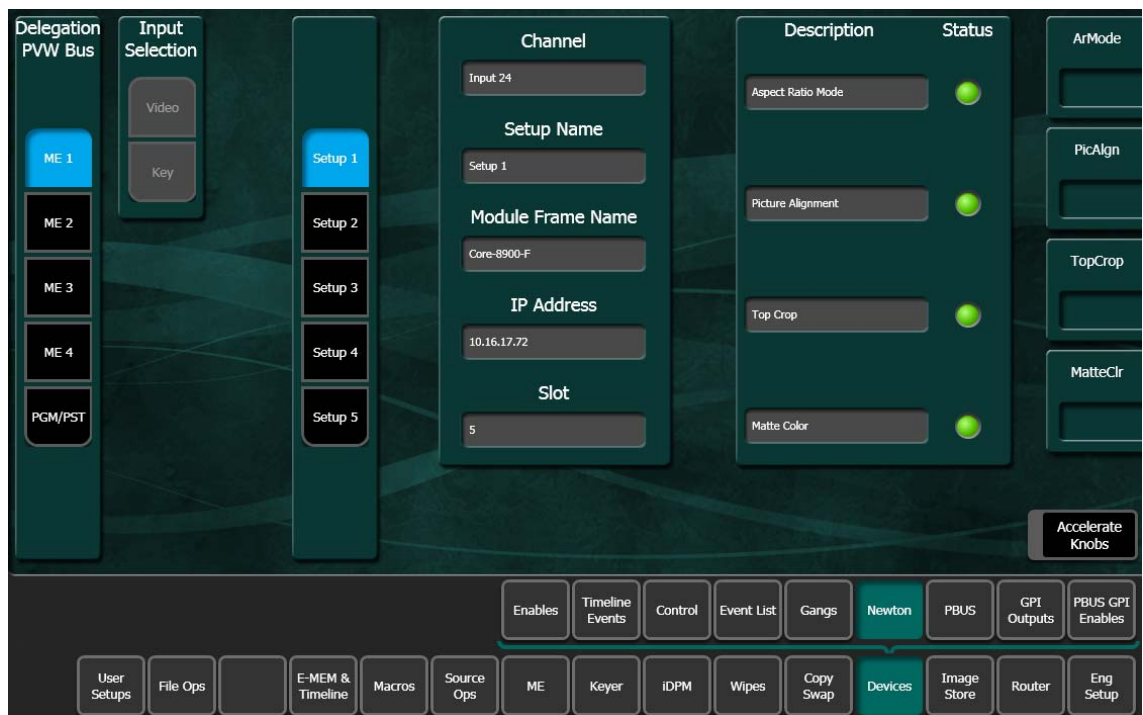 Delegation
PVW Bus
ME 1
ME 2
ME 3
ME 4
PGM/PST
Input
Selection
Video
Key
Setup 1
Setup 2
Setup 3
Setup 4
Setup 5
Channel
Input 24
Setup Name
Setup 1
Module Frame Name
Core-8900-F
IP Address
10.16.17.72
Slot
5
Description
Status
Aspect Ratio Mode
Picture Alignment
Top Crop
Matte Color
ArMode
PicAlgn
TopCrop
MatteClr
Accelerate
Knobs
Enables
Timeline
Events
Control
Event List
Gangs
Newton
PBUS
GPI
Outputs
PBUS GPI
Enables
User
Setups
File Ops
E-MEM &
Timeline
Macros
Source
Ops
ME
Keyer
iDPM
Wipes
Copy
Swap
Devices
Image
Store
Router
Eng
Setup